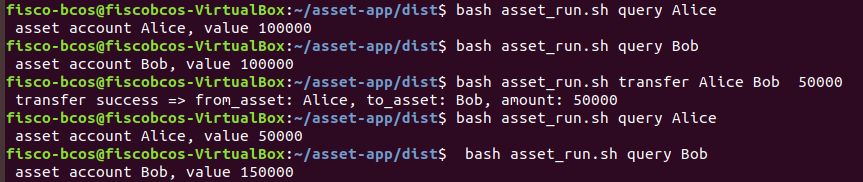 fisco-bcos@fiscobcos-VirtualBox:~/asset-app/dist$ bash asset_run.sh query Alice
asset account Alice, value 100000
fisco-bcos@fiscobcos-VirtualBox:~/asset-app/dist$ bash asset_run.sh query Bob
asset account Bob, value 100000
fisco-bcos@fiscobcos-VirtualBox:~/asset-app/dist$ bash asset_run.sh transfer Alice Bob  50000
transfer success => from_asset: Alice, to_asset: Bob, amount: 50000
fisco-bcos@fiscobcos-VirtualBox:~/asset-app/dist$ bash asset_run.sh query Alice
asset account Alice, value 50000
fisco-bcos@fiscobcos-VirtualBox:~/asset-app/dist$  bash asset_run.sh query Bob
asset account Bob, value 150000